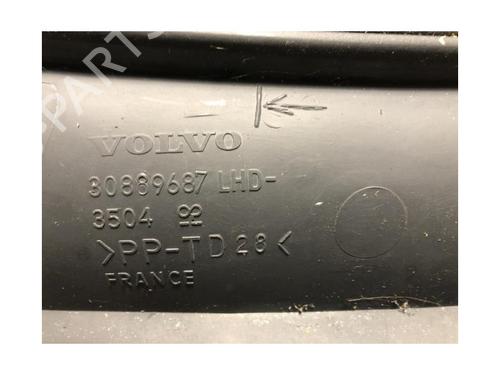 VOLVO
30889687 LHD-
3504
>PP-TD28<
FRANCE